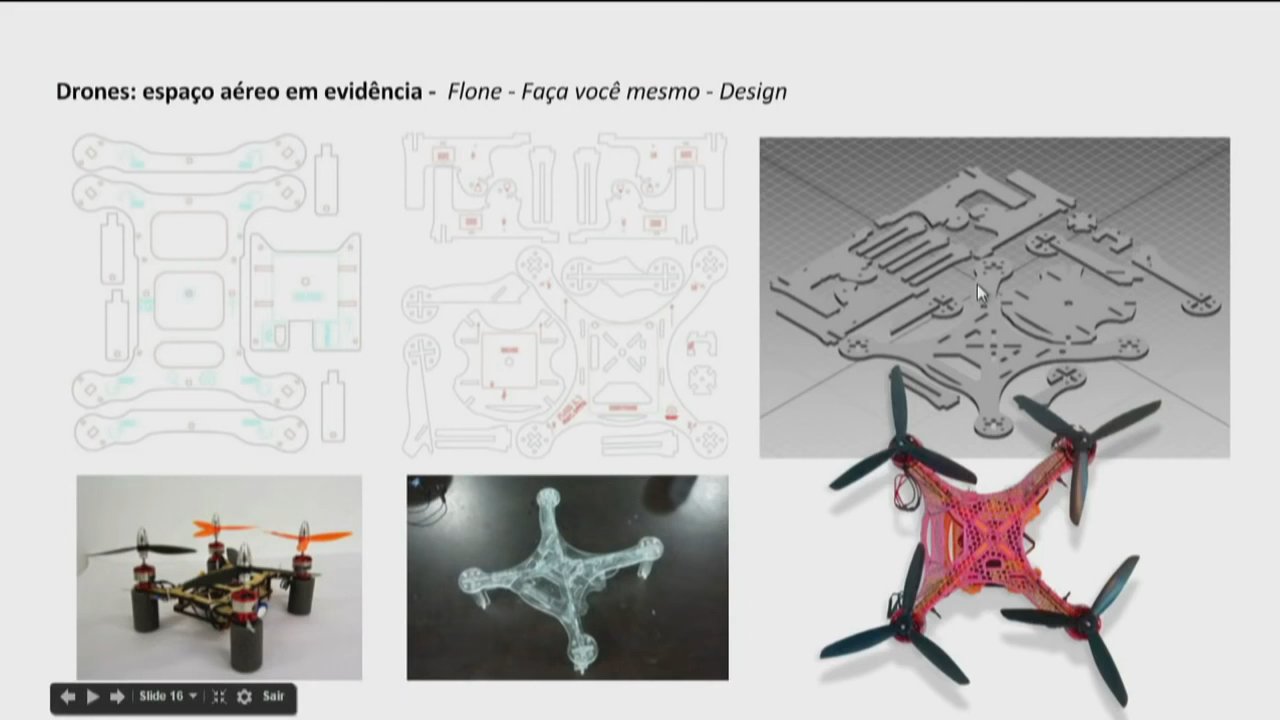 Drones: espaço aéreo em evidência - Flone - Faça você mesmo - Design
Slide 16
Sair